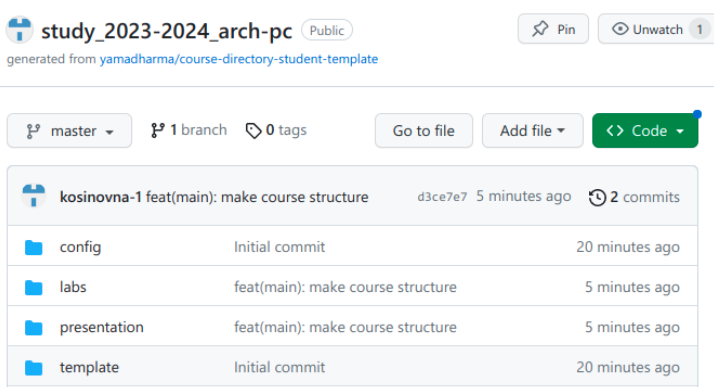 study_2023-2024_arch-pc Public Pin Unwatch 1
generated from yamadharma/course-directory-student-template
master 1 branch 0 tags Go to file Add file <> Code
kosinovna-1 feat(main): make course structure d3ce7e7 5 minutes ago 2 commits
config Initial commit 20 minutes ago
labs feat(main): make course structure 5 minutes ago
presentation feat(main): make course structure 5 minutes ago
template Initial commit 20 minutes ago